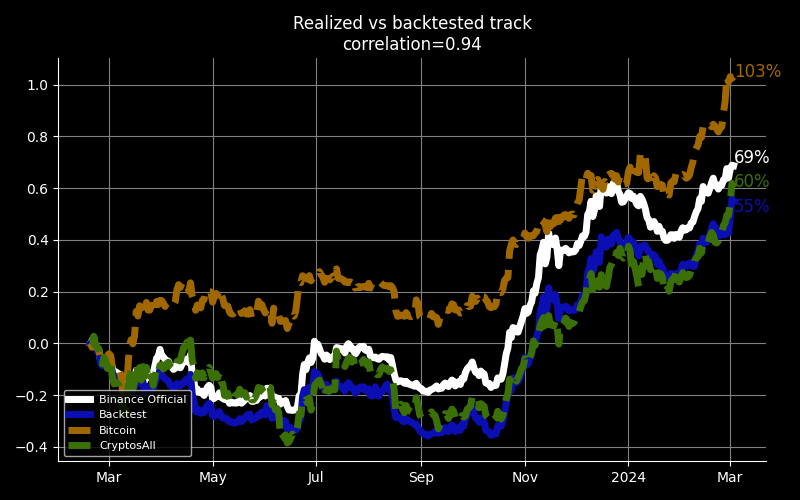 Realized vs backtested track
correlation=0.94
1.0
0.8
0.6
0.4
0.2
0.0
−0.2
−0.4
103%
69%
60%
55%
Binance Official
Backtest
Bitcoin
CryptosAll
Mar
May
Jul
Sep
Nov
2024
Mar